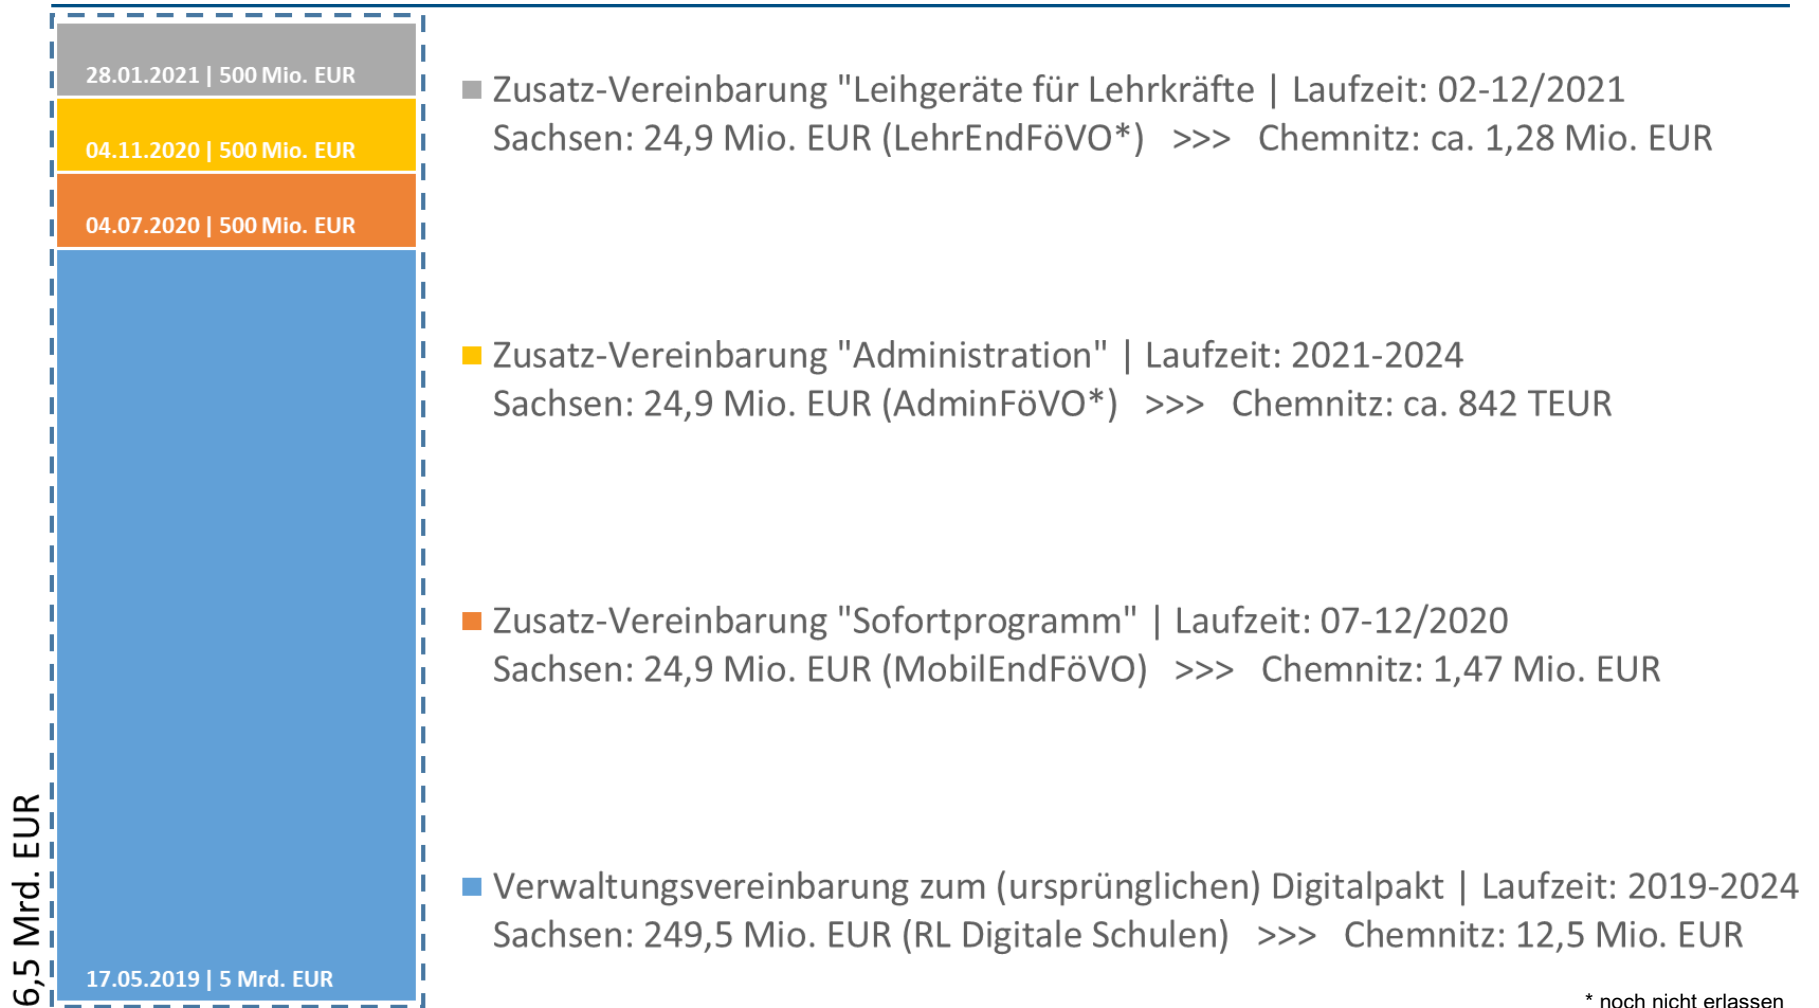 28.01.2021 | 500 Mio. EUR
04.11.2020 | 500 Mio. EUR
04.07.2020 | 500 Mio. EUR
17.05.2019 | 5 Mrd. EUR
6,5 Mrd. EUR
Zusatz-Vereinbarung "Leihgeräte für Lehrkräfte | Laufzeit: 02-12/2021
Sachsen: 24,9 Mio. EUR (LehrEndFöVO*) >>> Chemnitz: ca. 1,28 Mio. EUR
Zusatz-Vereinbarung "Administration" | Laufzeit: 2021-2024
Sachsen: 24,9 Mio. EUR (AdminFöVO*) >>> Chemnitz: ca. 842 TEUR
Zusatz-Vereinbarung "Sofortprogramm" | Laufzeit: 07-12/2020
Sachsen: 24,9 Mio. EUR (MobilEndFöVO) >>> Chemnitz: 1,47 Mio. EUR
Verwaltungsvereinbarung zum (ursprünglichen) Digitalpakt | Laufzeit: 2019-2024
Sachsen: 249,5 Mio. EUR (RL Digitale Schulen) >>> Chemnitz: 12,5 Mio. EUR
* noch nicht erlassen